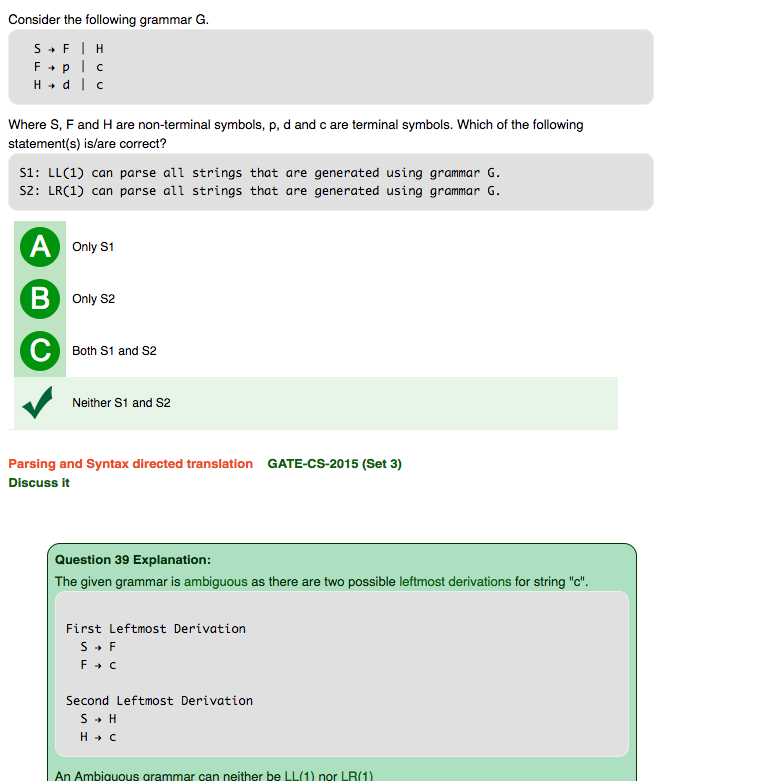 Consider the following grammar G.
S → F | H
F → p | c
H → d | c
Where S, F and H are non-terminal symbols, p, d and c are terminal symbols. Which of the following
statement(s) is/are correct?
S1: LL(1) can parse all strings that are generated using grammar G.
S2: LR(1) can parse all strings that are generated using grammar G.
A Only S1
B Only S2
C Both S1 and S2
Neither S1 and S2
Parsing and Syntax directed translation GATE-CS-2015 (Set 3)
Discuss it
Question 39 Explanation:
The given grammar is ambiguous as there are two possible leftmost derivations for string "c".
First Leftmost Derivation
S → F
F → c
Second Leftmost Derivation
S → H
H → c
An Ambiguous grammar can neither be LL(1) nor LR(1)